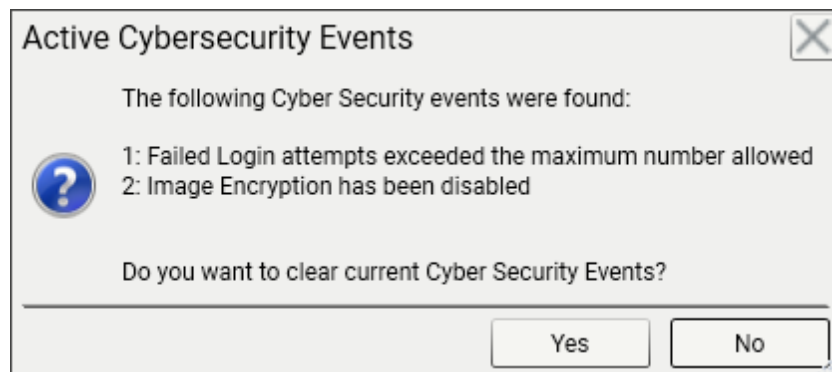 Active Cybersecurity Events
The following Cyber Security events were found:
1: Failed Login attempts exceeded the maximum number allowed
2: Image Encryption has been disabled
Do you want to clear current Cyber Security Events?
Yes
No